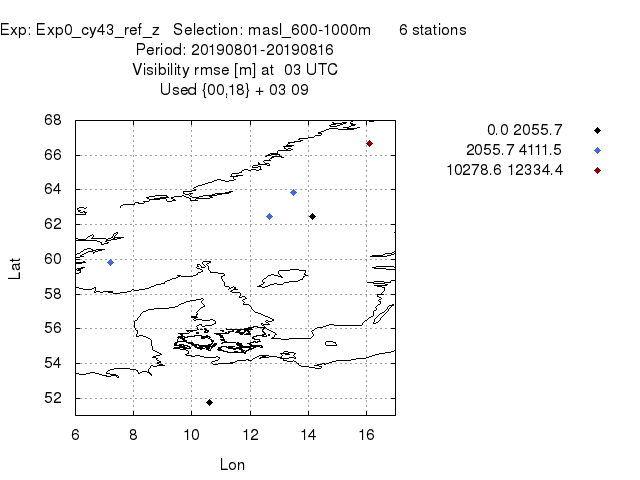 Exp: Exp0_cy43_ref_z Selection: masl_600-1000m 6 stations
Period: 20190801-20190816
Visibility rmse [m] at 03 UTC
Used {00,18} + 03 09
0.0 2055.7
2055.7 4111.5
10278.6 12334.4
68
66
64
62
60
58
56
54
52
Lat
6 8 10 12 14 16
Lon